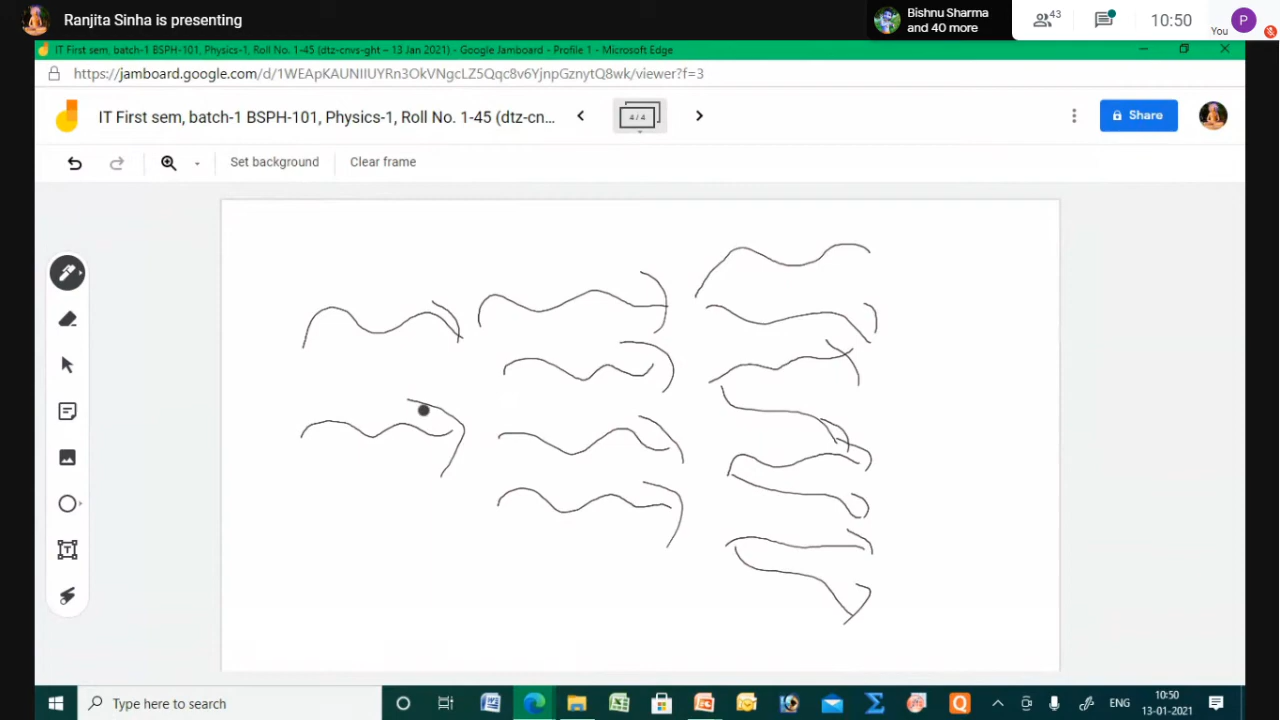 Ranjita Sinha is presenting
Bishnu Sharma
and 40 more
43
10:50
You
P
IT First sem, batch-1 BSPH-101, Physics-1, Roll No. 1-45 (dtz-cnvs-ght – 13 Jan 2021) - Google Jamboard - Profile 1 - Microsoft Edge
https://jamboard.google.com/d/1WEApKAUNIIUYRn3OkVNgcLZ5Qqc8v6YjnpGznytQ8wk/viewer?f=3
IT First sem, batch-1 BSPH-101, Physics-1, Roll No. 1-45 (dtz-cn...
4 / 4
Share
Set background
Clear frame
Type here to search
ENG
10:50
13-01-2021